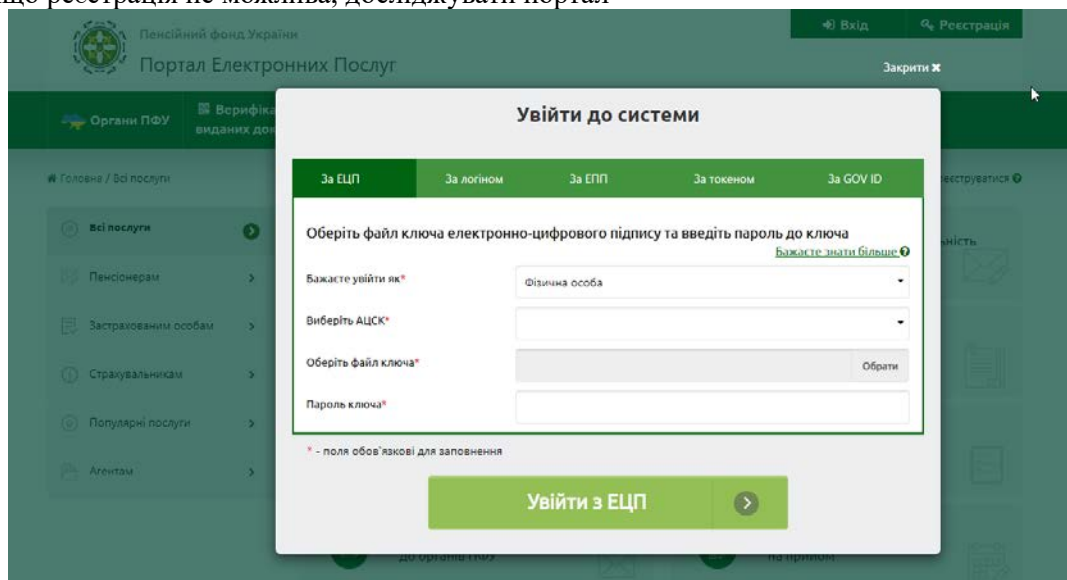 реєстрація не можлива, досліджувати портал
Пенсійний фонд України
Портал Електронних Послуг
Вхід
Реєстрація
Закрити ✖
Органи ПФУ
Верифіка
виданих док
Головна / Всі послуги
Всі послуги
Пенсіонерам
Застрахованим особам
Страхувальникам
Популярні послуги
Агентам
Увійти до системи
За ЕЦП
За логіном
За ЕПП
За токеном
За GOV ID
Оберіть файл ключа електронно-цифрового підпису та введіть пароль до ключа
Бажаєте знати більше
Бажаєте увійти як*
Фізична особа
Виберіть АЦСК*
Оберіть файл ключа*
Обрати
Пароль ключа*
* - поля обов`язкові для заповнення
Увійти з ЕЦП
до органів ПФУ
на прийом